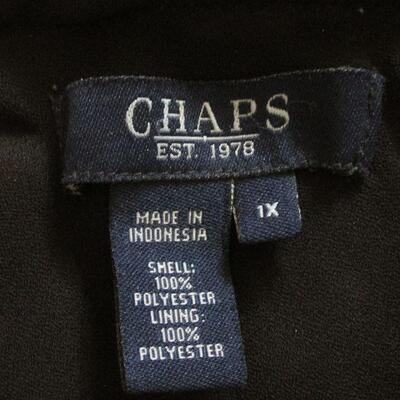 CHAPS
EST. 1978
1X
MADE IN
INDONESIA
SHELL:
100%
POLYESTER
LINING:
100%
POLYESTER